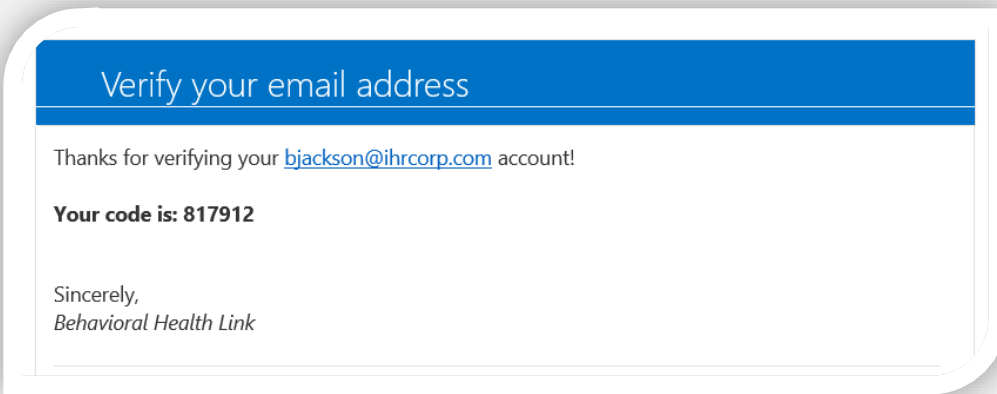 Verify your email address
Thanks for verifying your bjackson@ihrcorp.com account!
Your code is: 817912
Sincerely,
Behavioral Health Link